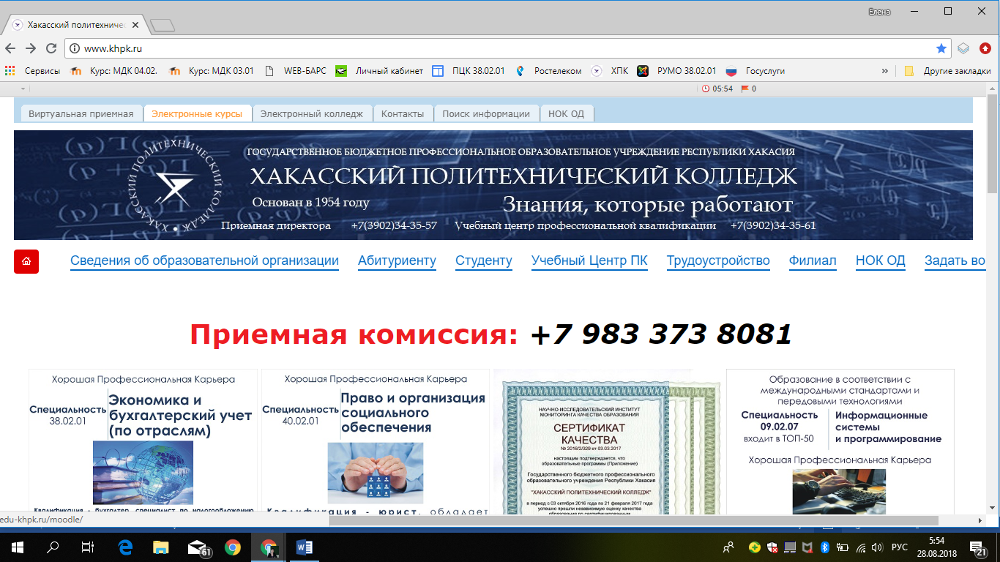 Елена
Хакасский политехничес
www.khpk.ru
Сервисы Курс: МДК 04.02. Курс: МДК 03.01 WEB-БАРС Личный кабинет ПЦК 38.02.01 Ростелеком ХПК РУМО 38.02.01 Госуслуги » Другие закладки
05:54 0
Виртуальная приемная Электронные курсы Электронный колледж Контакты Поиск информации НОК ОД
ГОСУДАРСТВЕННОЕ БЮДЖЕТНОЕ ПРОФЕССИОНАЛЬНОЕ ОБРАЗОВАТЕЛЬНОЕ УЧРЕЖДЕНИЕ РЕСПУБЛИКИ ХАКАСИЯ
ХАКАССКИЙ ПОЛИТЕХНИЧЕСКИЙ КОЛЛЕДЖ
ХАКАССКИЙ ПОЛИТЕХНИЧЕСКИЙ КОЛЛЕДЖ
Основан в 1954 году
Знания, которые работают
Приемная директора +7(3902)34-35-57 Учебный центр профессиональной квалификации +7(3902)34-35-61
Сведения об образовательной организации Абитуриенту Студенту Учебный Центр ПК Трудоустройство Филиал НОК ОД Задать во
Приемная комиссия: +7 983 373 8081
Хорошая Профессиональная Карьера
Специальность
38.02.01
Экономика и
бухгалтерский учет
(по отраслям)
Квалификация - бухгалтер, специалист по налогообложению
Хорошая Профессиональная Карьера
Специальность
40.02.01
Право и организация
социального
обеспечения
Квалификация - юрист, обладает
НАУЧНО-ИССЛЕДОВАТЕЛЬСКИЙ ИНСТИТУТ
МОНИТОРИНГА КАЧЕСТВА ОБРАЗОВАНИЯ
СЕРТИФИКАТ
КАЧЕСТВА
№ 2016/2/329 от 03.03.2017
настоящим подтверждается, что
образовательные программы (Приложение)
Государственного бюджетного профессионального
образовательного учреждения Республики Хакасия
"ХАКАССКИЙ ПОЛИТЕХНИЧЕСКИЙ КОЛЛЕДЖ"
в период с 03 октября 2016 года по 21 февраля 2017 года
успешно прошли независимую оценку качества
образования по сертифицированным
Образование в соответствии с
международными стандартами и
передовыми технологиями
Специальность
09.02.07
входит в ТОП-50
Информационные
системы
и программирование
Хорошая Профессиональная Карьера
edu-khpk.ru/moodle/
61
РУС
5:54
28.08.2018
21